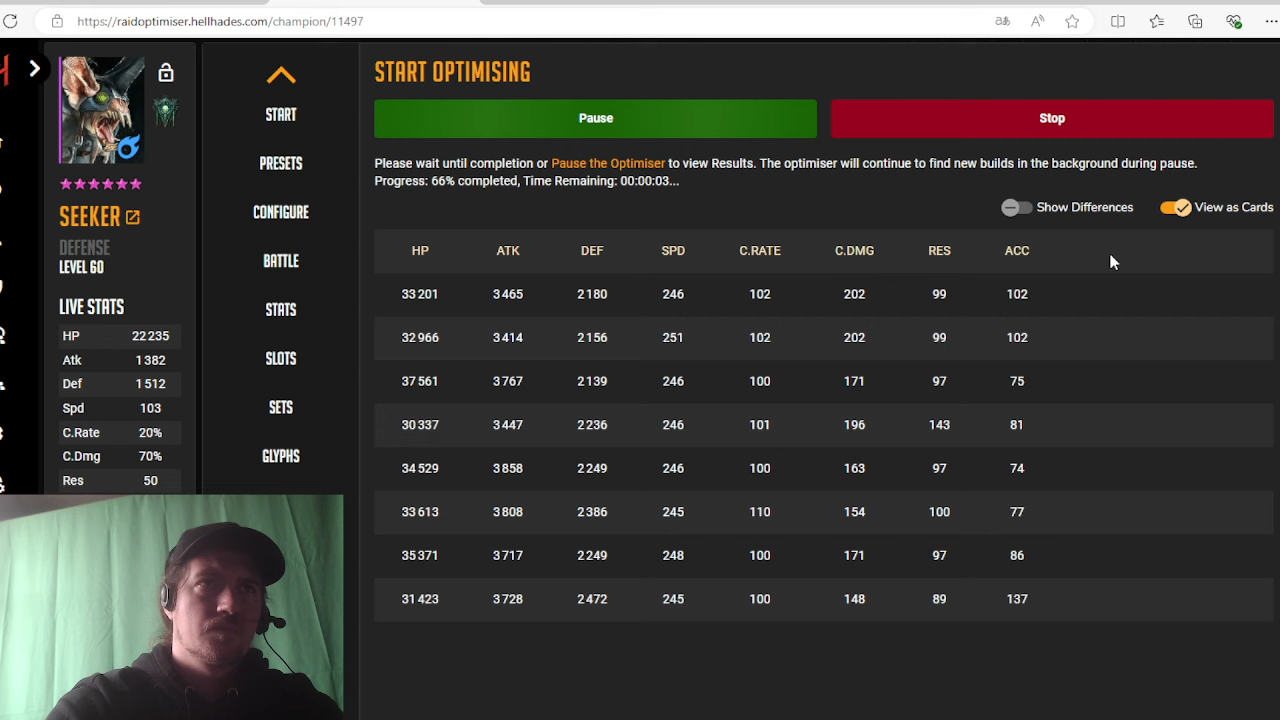 https://raidoptimiser.hellhades.com/champion/11497
SEEKER
DEFENSE
LEVEL 60
LIVE STATS
HP 22 235
Atk 1 382
Def 1 512
Spd 103
C.Rate 20%
C.Dmg 70%
Res 50
START
PRESETS
CONFIGURE
BATTLE
STATS
SLOTS
SETS
GLYPHS
START OPTIMISING
Pause Stop
Please wait until completion or Pause the Optimiser to view Results. The optimiser will continue to find new builds in the background during pause.
Progress: 66% completed, Time Remaining: 00:00:03...
Show Differences View as Cards
HP ATK DEF SPD C.RATE C.DMG RES ACC
33 201 3 465 2 180 246 102 202 99 102
32 966 3 414 2 156 251 102 202 99 102
37 561 3 767 2 139 246 100 171 97 75
30 337 3 447 2 236 246 101 196 143 81
34 529 3 858 2 249 246 100 163 97 74
33 613 3 808 2 386 245 110 154 100 77
35 371 3 717 2 249 248 100 171 97 86
31 423 3 728 2 472 245 100 148 89 137